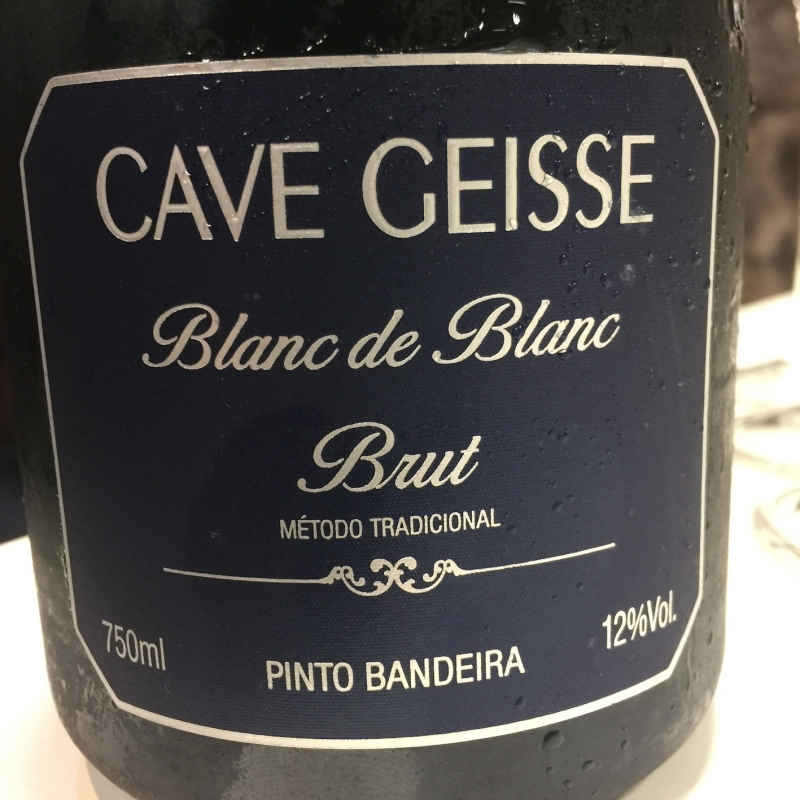 CAVE GEISSE
Blanc de Blanc
Brut
MÉTODO TRADICIONAL
750ml
12%Vol.
PINTO BANDEIRA